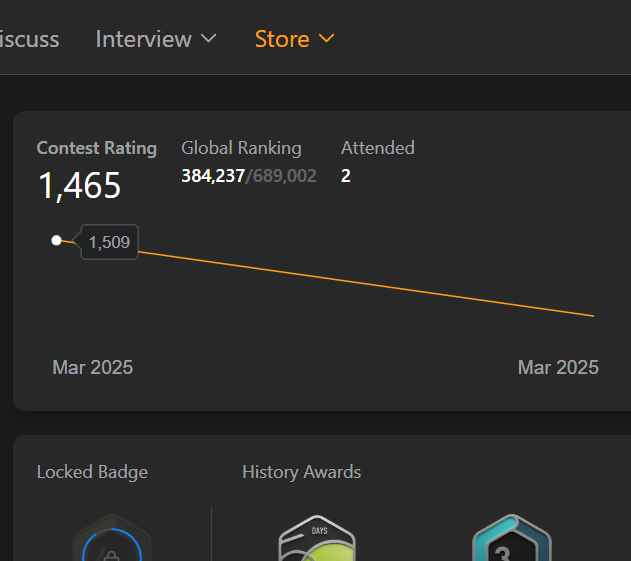 iscuss Interview Store
Contest Rating Global Ranking Attended
1,465 384,237/689,002 2
1,509
Mar 2025 Mar 2025
Locked Badge History Awards
DAYS
3